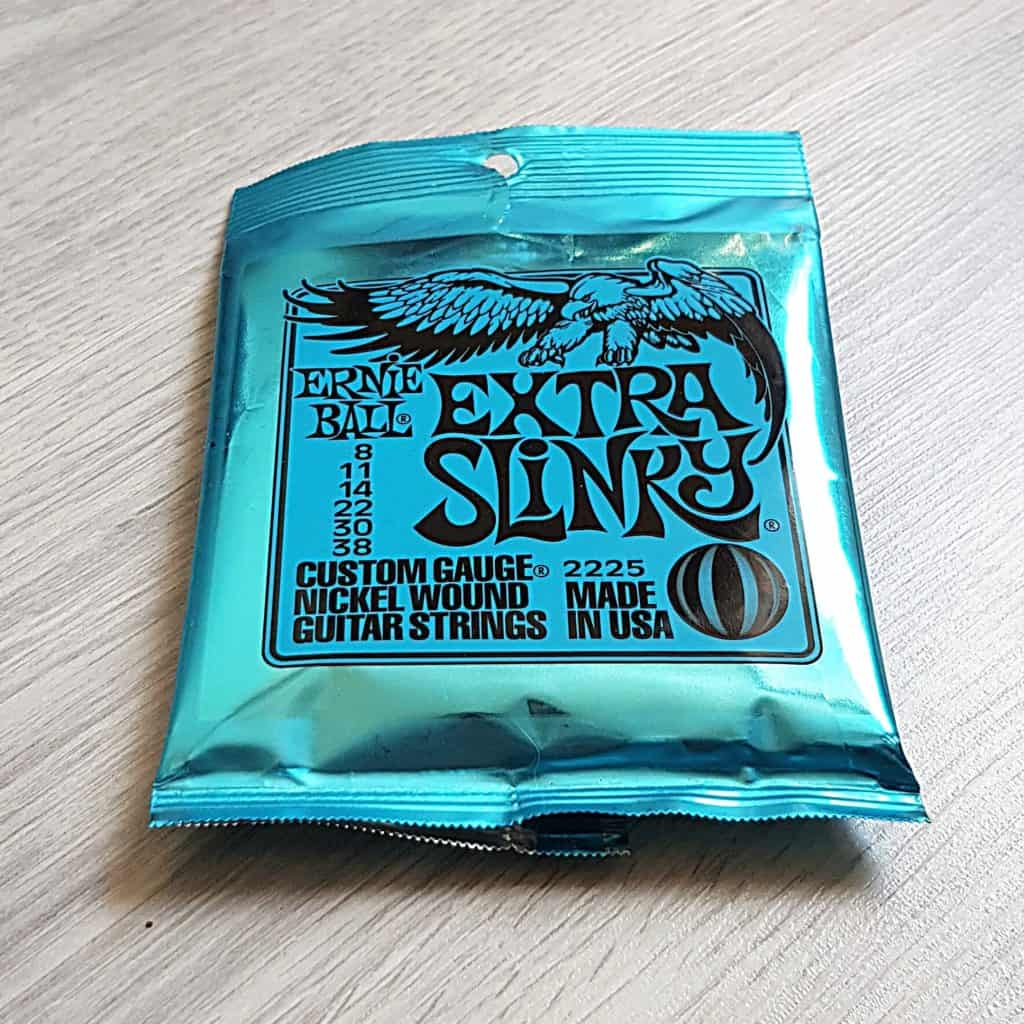 ERNiE
BALL®
EXTRA
SLiNKY®
8
11
14
22
30
38
CUSTOM GAUGE®
NICKEL WOUND
GUITAR STRINGS
2225
MADE
IN USA